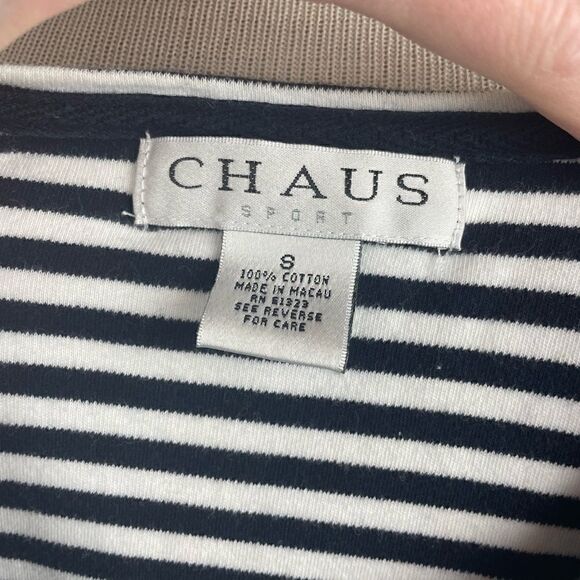 CHAUS
SPORT
S
100% COTTON
MADE IN MACAU
RN 61323
SEE REVERSE
FOR CARE